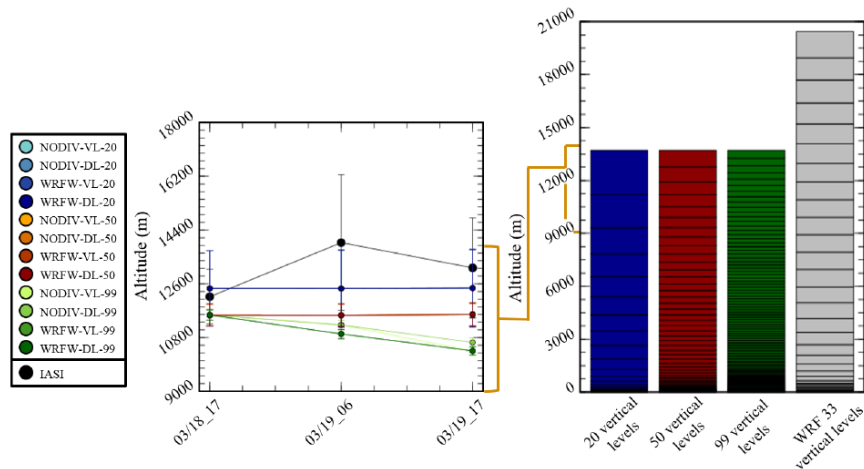 NODIV-VL-20
NODIV-DL-20
WRFW-VL-20
WRFW-DL-20
NODIV-VL-50
NODIV-DL-50
WRFW-VL-50
WRFW-DL-50
NODIV-VL-99
NODIV-DL-99
WRFW-VL-99
WRFW-DL-99
IASI
Altitude (m)
18000
16200
14400
12600
10800
9000
03/18_17
03/19_06
03/19_17
Altitude (m)
21000
18000
15000
12000
9000
6000
3000
0
20 vertical
levels
50 vertical
levels
99 vertical
levels
WRF 33
vertical levels